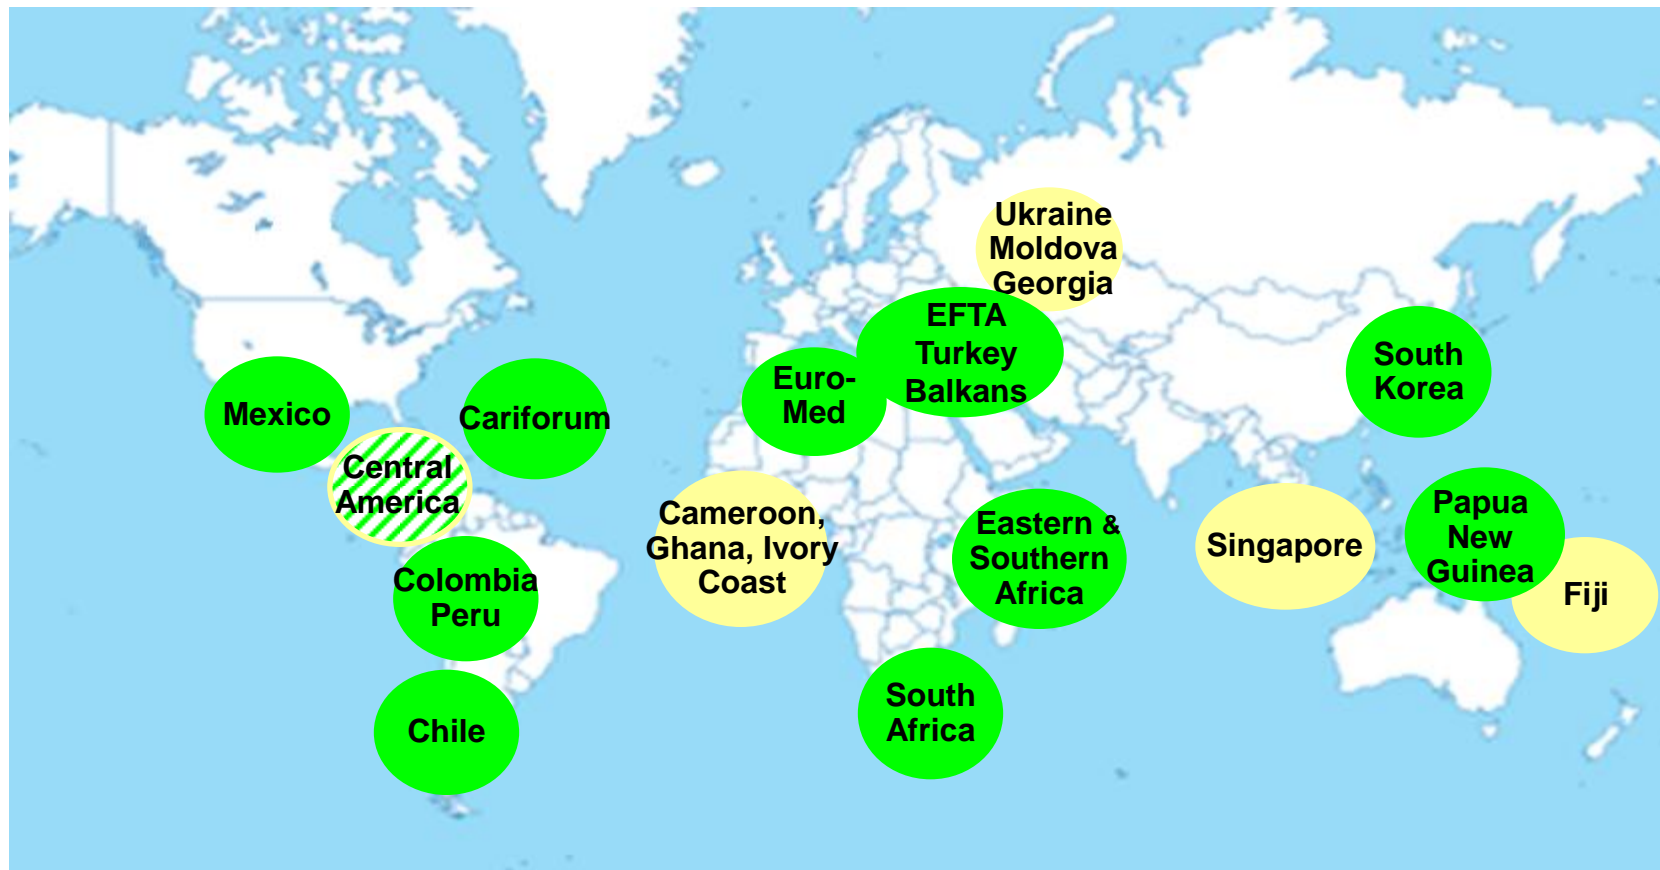 Ukraine
Moldova
Georgia
EFTA
Turkey
Balkans
Euro-
Med
South
Korea
Mexico
Cariforum
Central
America
Cameroon,
Ghana, Ivory
Coast
Eastern &
Southern
Africa
Singapore
Papua
New
Guinea
Fiji
Colombia
Peru
South
Africa
Chile